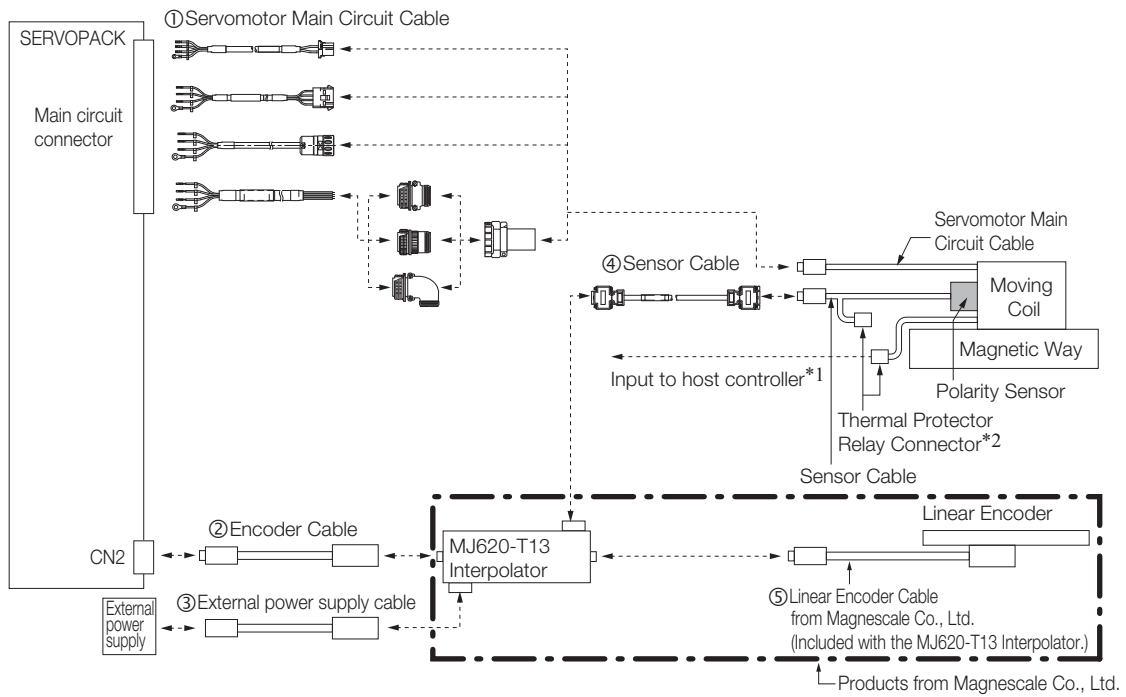 ①Servomotor Main Circuit Cable
SERVOPACK
Main circuit
connector
Servomotor Main
Circuit Cable
④Sensor Cable
Moving
Coil
Magnetic Way
Input to host controller*1
Polarity Sensor
Thermal Protector
Relay Connector*2
Sensor Cable
Linear Encoder
②Encoder Cable
CN2
MJ620-T13
Interpolator
③External power supply cable
External
power
supply
⑤Linear Encoder Cable
from Magnescale Co., Ltd.
(Included with the MJ620-T13 Interpolator.)
Products from Magnescale Co., Ltd.